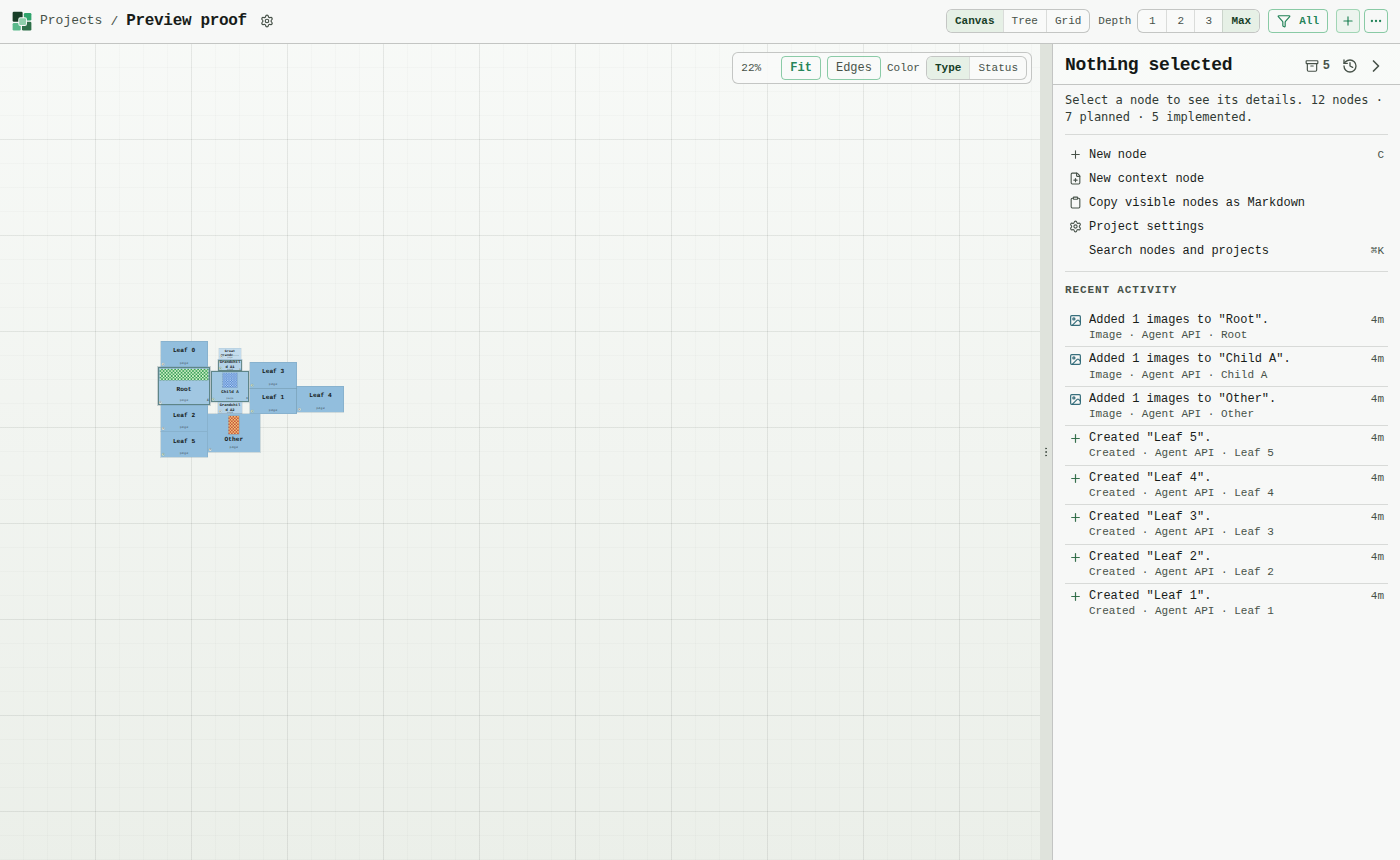 Projects / Preview proof
Canvas Tree Grid Depth 1 2 3 Max All
22% Fit Edges Color Type Status
Leaf 0
Root
Leaf 2
Leaf 5
Child A
Leaf 3
Leaf 1
Leaf 4
Other
Nothing selected 5
Select a node to see its details. 12 nodes ·
7 planned · 5 implemented.
New node C
New context node
Copy visible nodes as Markdown
Project settings
Search nodes and projects ⌘K
RECENT ACTIVITY
Added 1 images to "Root". 4m
Image · Agent API · Root
Added 1 images to "Child A". 4m
Image · Agent API · Child A
Added 1 images to "Other". 4m
Image · Agent API · Other
Created "Leaf 5". 4m
Created · Agent API · Leaf 5
Created "Leaf 4". 4m
Created · Agent API · Leaf 4
Created "Leaf 3". 4m
Created · Agent API · Leaf 3
Created "Leaf 2". 4m
Created · Agent API · Leaf 2
Created "Leaf 1". 4m
Created · Agent API · Leaf 1